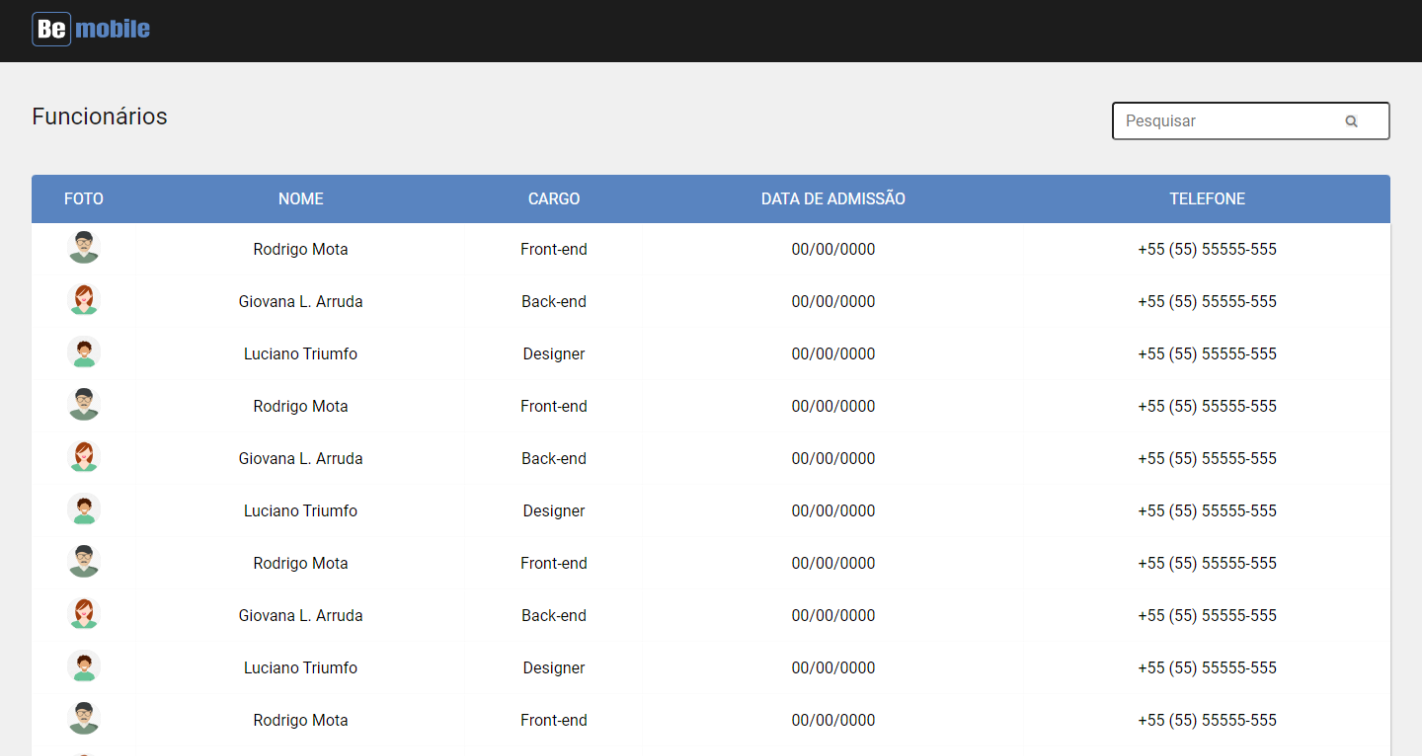 Be mobile
Funcionários
Pesquisar
FOTO NOME CARGO DATA DE ADMISSÃO TELEFONE
Rodrigo Mota Front-end 00/00/0000 +55 (55) 55555-555
Giovana L. Arruda Back-end 00/00/0000 +55 (55) 55555-555
Luciano Triumfo Designer 00/00/0000 +55 (55) 55555-555
Rodrigo Mota Front-end 00/00/0000 +55 (55) 55555-555
Giovana L. Arruda Back-end 00/00/0000 +55 (55) 55555-555
Luciano Triumfo Designer 00/00/0000 +55 (55) 55555-555
Rodrigo Mota Front-end 00/00/0000 +55 (55) 55555-555
Giovana L. Arruda Back-end 00/00/0000 +55 (55) 55555-555
Luciano Triumfo Designer 00/00/0000 +55 (55) 55555-555
Rodrigo Mota Front-end 00/00/0000 +55 (55) 55555-555